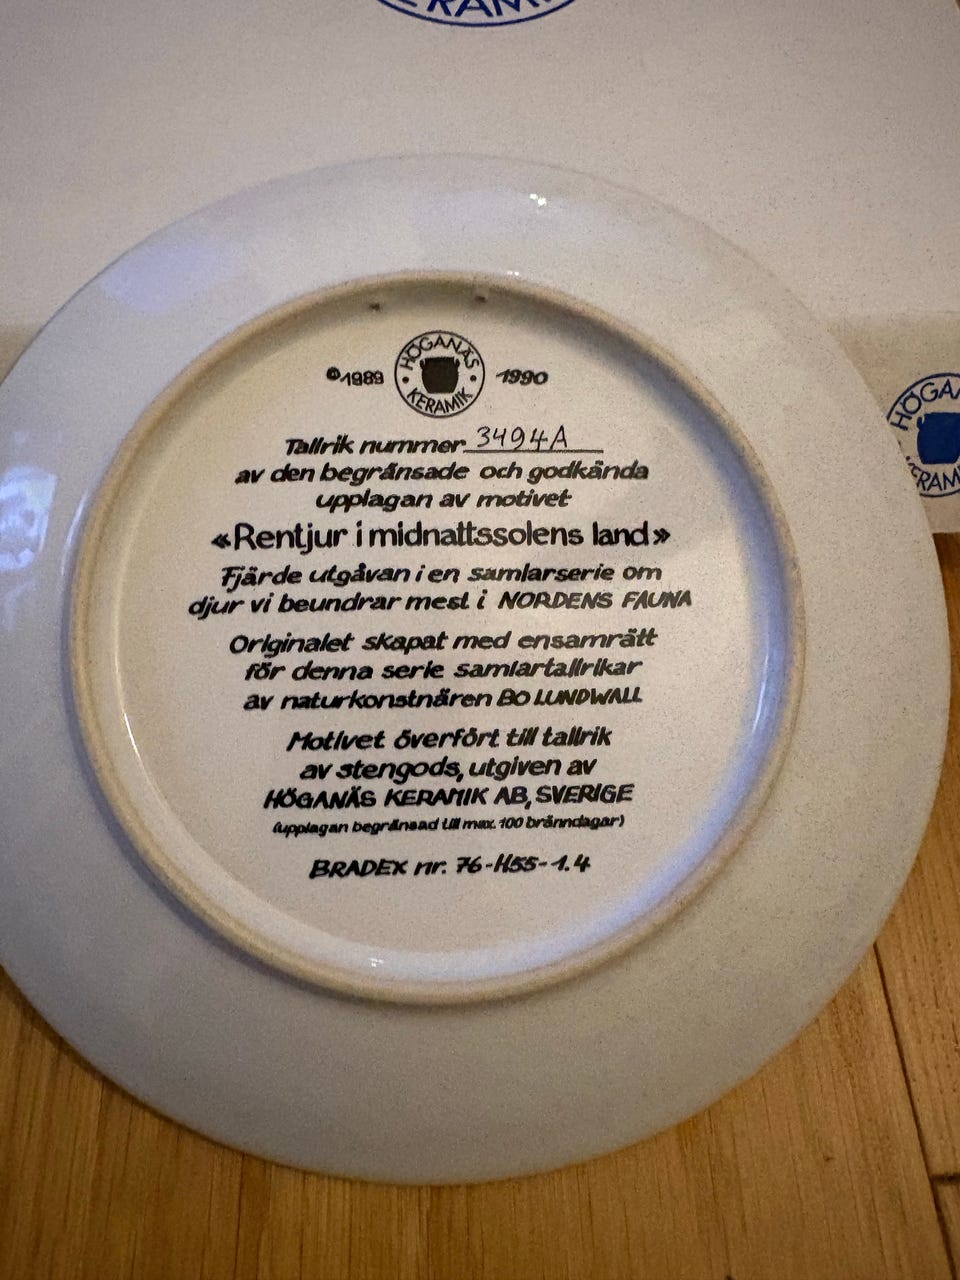 KERAMIK
HÖGANÄS
KERAMIK
©1989
1990
HÖGANÄS
KERAMIK
Tallrik nummer 3494A
av den begränsade och godkända
upplagan av motivet
«Rentjur i midnattssolens land»
Fjärde utgåvan i en samlarserie om
djur vi beundrar mest i NORDENS FAUNA
Originalet skapat med ensamrätt
för denna serie samlartallrikar
av naturkonstnären BO LUNDWALL
Motivet överfört till tallrik
av stengods, utgiven av
HÖGANÄS KERAMIK AB, SVERIGE
(upplagan begränsad till max. 100 bränndagar)
BRADEX nr. 76-H55-1.4